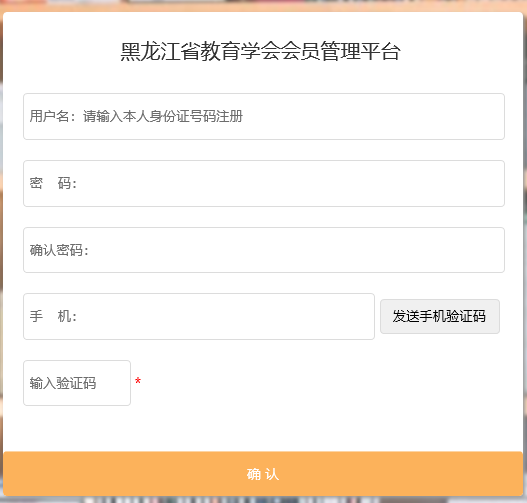 黑龙江省教育学会会员管理平台
用户名: 请输入本人身份证号码注册
密 码:
确认密码:
手 机:
发送手机验证码
输入验证码 *
确 认